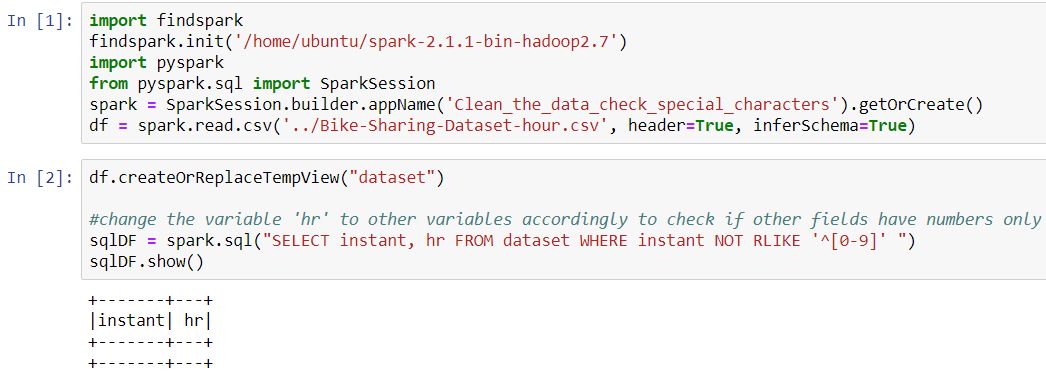 In [1]: import findspark
findspark.init('/home/ubuntu/spark-2.1.1-bin-hadoop2.7')
import pyspark
from pyspark.sql import SparkSession
spark = SparkSession.builder.appName('Clean_the_data_check_special_characters').getOrCreate()
df = spark.read.csv('../Bike-Sharing-Dataset-hour.csv', header=True, inferSchema=True)
In [2]: df.createOrReplaceTempView("dataset")
#change the variable 'hr' to other variables accordingly to check if other fields have numbers only
sqlDF = spark.sql("SELECT instant, hr FROM dataset WHERE instant NOT RLIKE '^[0-9]' ")
sqlDF.show()
+-------+---+
|instant| hr|
+-------+---+
+-------+---+